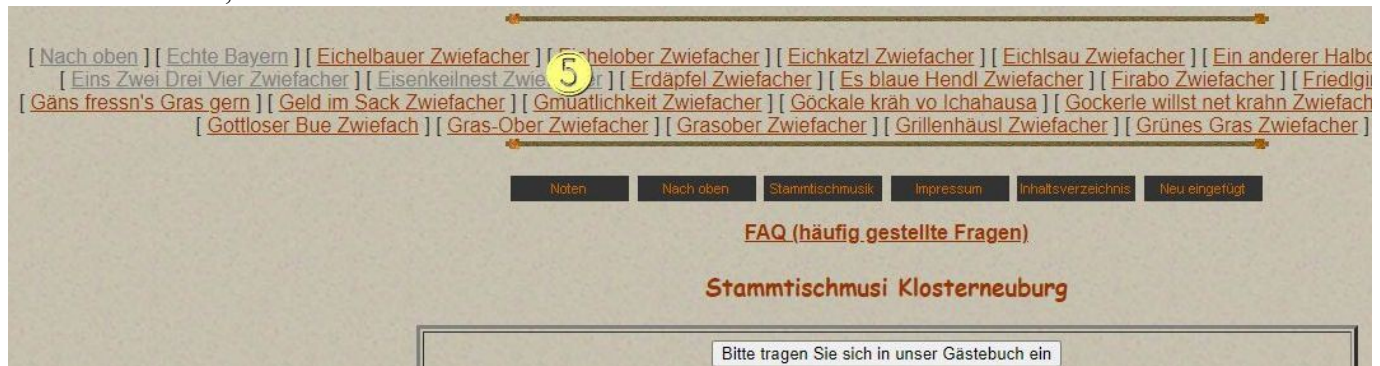 [ Nach oben ] [ Echte Bayern ] [ Eichelbauer Zwiefacher ] [ Eichelober Zwiefacher ] [ Eichkatzl Zwiefacher ] [ Eichlsau Zwiefacher ] [ Ein anderer
[ Eins Zwei Drei Vier Zwiefacher ] [ Eisenkeilnest 5 ] [ Erdäpfel Zwiefacher ] [ Es blaue Hendl Zwiefacher ] [ Firabo Zwiefacher ] [
[ Gäns fressn's Gras gern ] [ Geld im Sack Zwiefacher ] [ Gmuatlichkeit Zwiefacher ] [ Göckale kräh vo Ichahausa ] [ Gockerle willst net krahn
[ Gottloser Bue Zwiefach ] [ Gras-Ober Zwiefacher ] [ Grasober Zwiefacher ] [ Grillenhäusl Zwiefacher ] [ Grünes Gras Zwiefacher ]
Noten Nach oben Stammtischmusik Impressum Inhaltsverzeichnis Neu eingefügt
FAQ (häufig gestellte Fragen)
Stammtischmusi Klosterneuburg
Bitte tragen Sie sich in unser Gästebuch ein